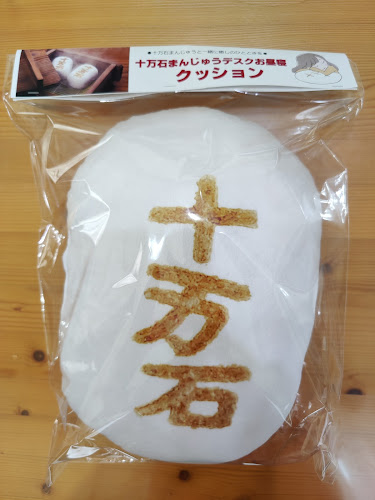 十万石まんじゅうデスクお昼寝
クッション
十
万
石